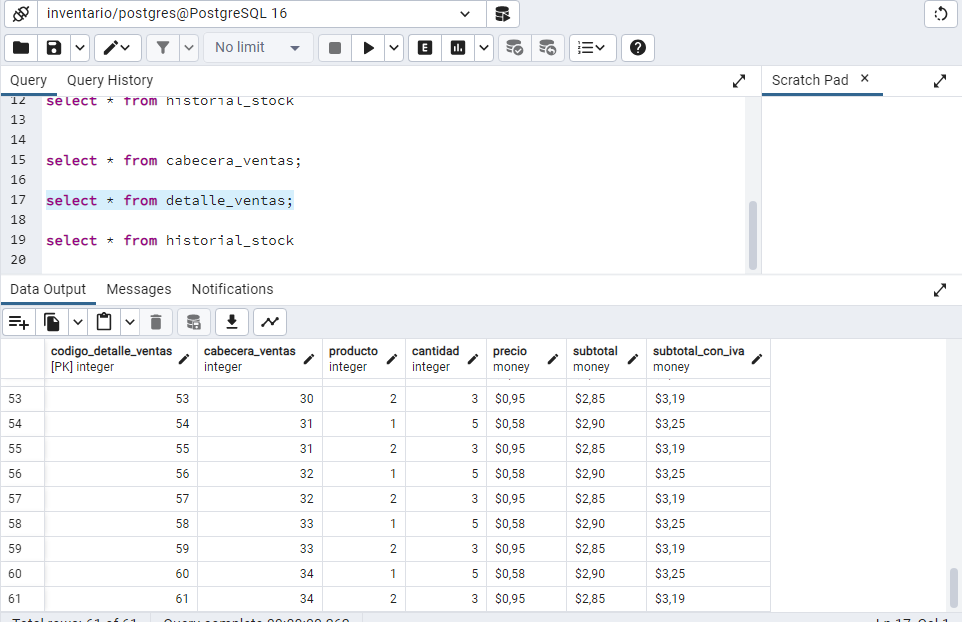 inventario/postgres@PostgreSQL 16
No limit
E
Query Query History
Scratch Pad ×
12 select * from historial_stock
13
14
15 select * from cabecera_ventas;
16
17 select * from detalle_ventas;
18
19 select * from historial_stock
20
Data Output Messages Notifications
codigo_detalle_ventas cabecera_ventas producto cantidad precio subtotal subtotal_con_iva
[PK] integer integer integer integer money money money
53 53 30 2 3 $0,95 $2,85 $3,19
54 54 31 1 5 $0,58 $2,90 $3,25
55 55 31 2 3 $0,95 $2,85 $3,19
56 56 32 1 5 $0,58 $2,90 $3,25
57 57 32 2 3 $0,95 $2,85 $3,19
58 58 33 1 5 $0,58 $2,90 $3,25
59 59 33 2 3 $0,95 $2,85 $3,19
60 60 34 1 5 $0,58 $2,90 $3,25
61 61 34 2 3 $0,95 $2,85 $3,19
Total rows: 61 of 61 Query complete Ln 17, Col 1